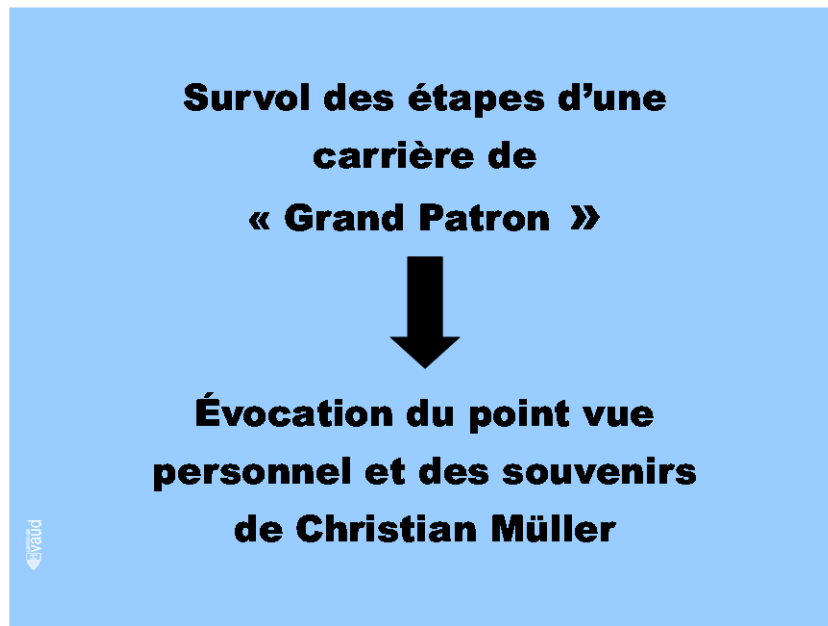 Survol des étapes d’une
carrière de
« Grand Patron »
Évocation du point vue
personnel et des souvenirs
de Christian Müller
vaud